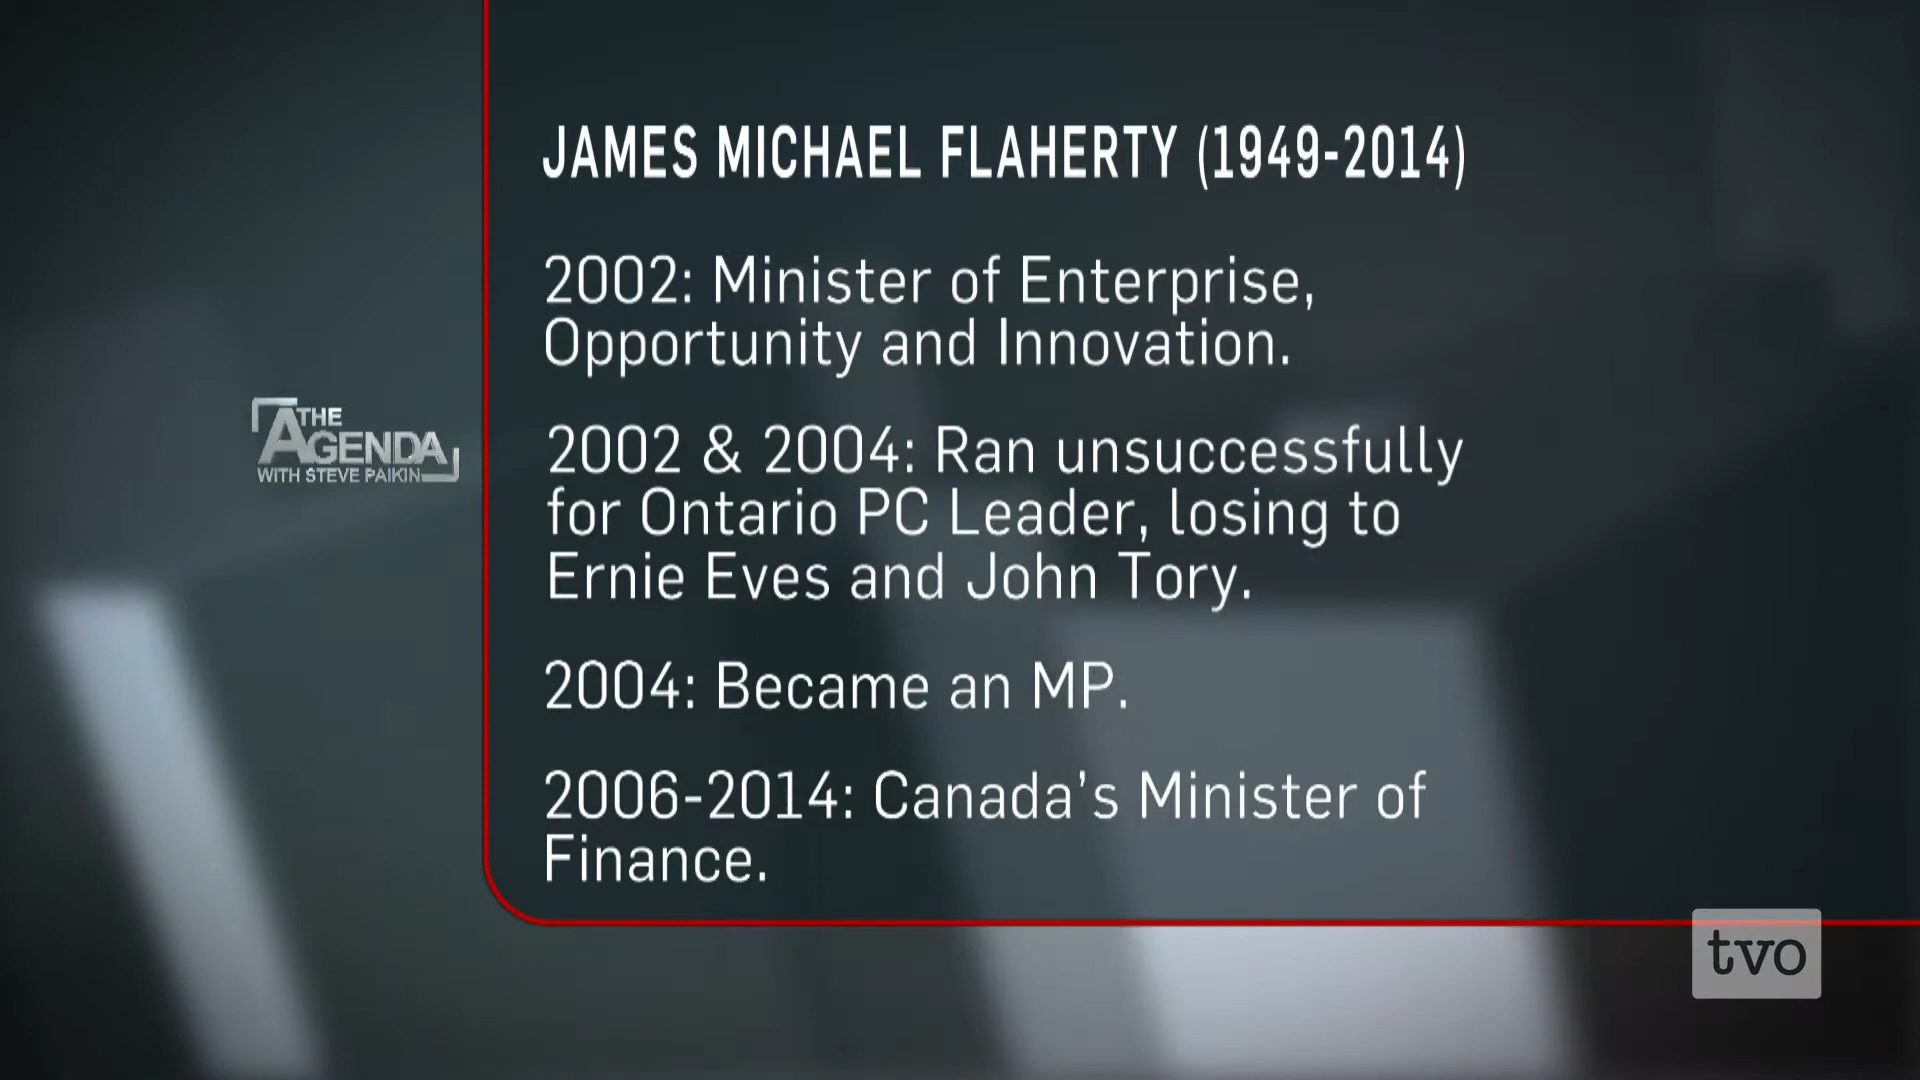 JAMES MICHAEL FLAHERTY (1949-2014)
2002: Minister of Enterprise,
Opportunity and Innovation.
THE
AGENDA
WITH STEVE PAIKIN
2002 & 2004: Ran unsuccessfully
for Ontario PC Leader, losing to
Ernie Eves and John Tory.
2004: Became an MP.
2006-2014: Canada's Minister of
Finance.
tvo